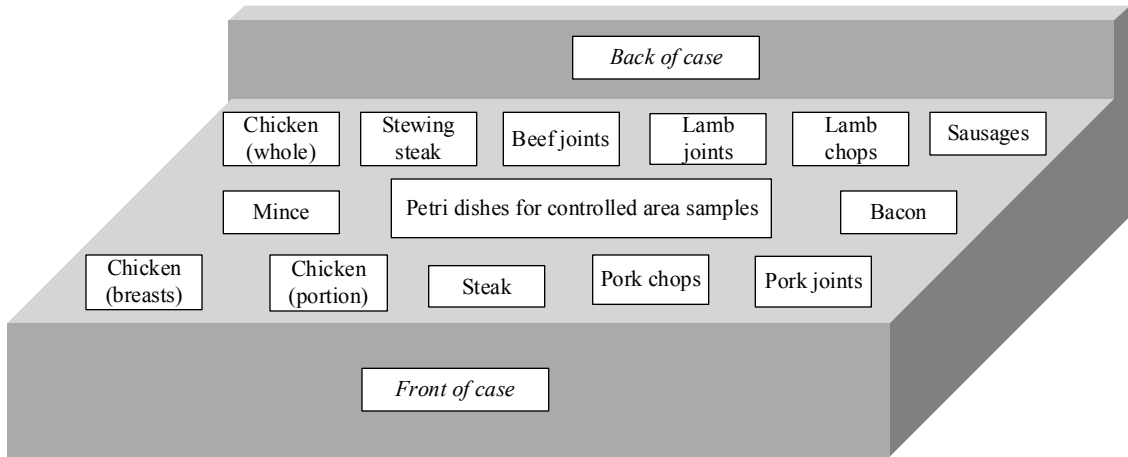 Back of case
Chicken
(whole)
Stewing
steak
Beef joints
Lamb
joints
Lamb
chops
Sausages
Mince
Petri dishes for controlled area samples
Bacon
Chicken
(breasts)
Chicken
(portion)
Steak
Pork chops
Pork joints
Front of case